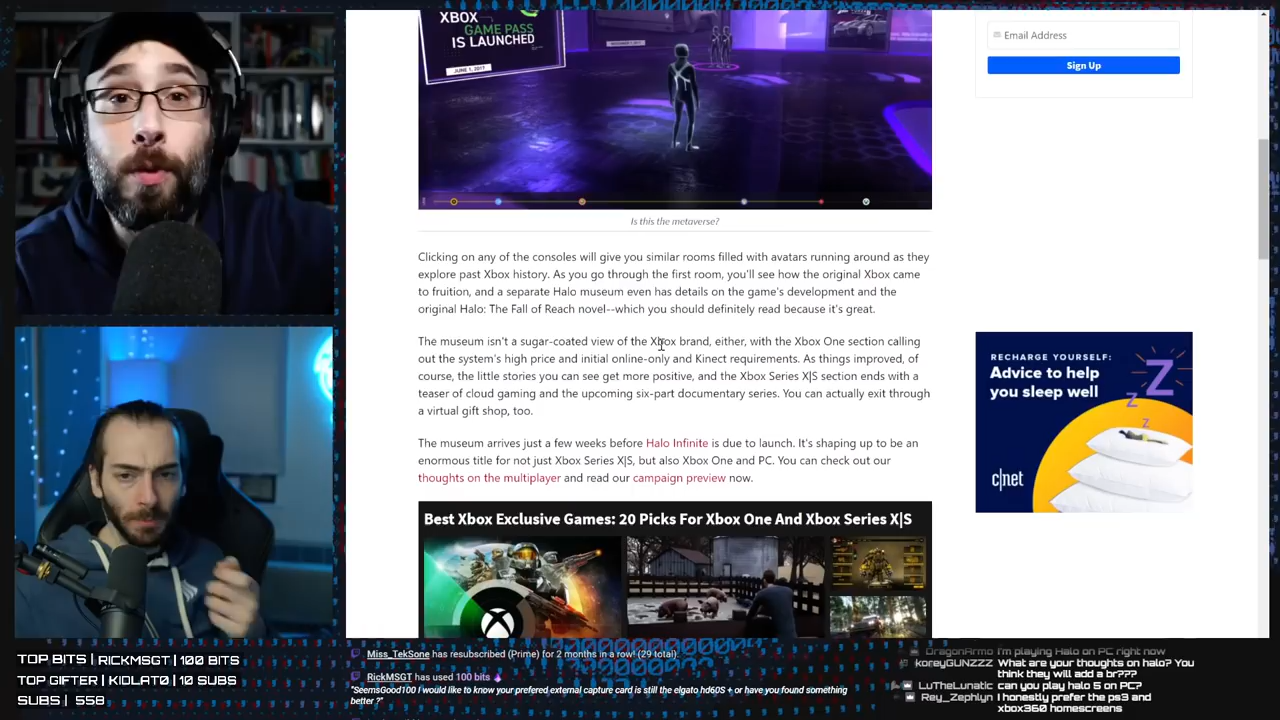 XBOX
GAME PASS
IS LAUNCHED
JUNE 1, 2017
Is this the metaverse?
Clicking on any of the consoles will give you similar rooms filled with avatars running around as they
explore past Xbox history. As you go through the first room, you'll see how the original Xbox came
to fruition, and a separate Halo museum even has details on the game's development and the
original Halo: The Fall of Reach novel--which you should definitely read because it's great.
The museum isn't a sugar-coated view of the Xbox brand, either, with the Xbox One section calling
out the system's high price and initial online-only and Kinect requirements. As things improved, of
course, the little stories you can see get more positive, and the Xbox Series X|S section ends with a
teaser of cloud gaming and the upcoming six-part documentary series. You can actually exit through
a virtual gift shop, too.
The museum arrives just a few weeks before Halo Infinite is due to launch. It's shaping up to be an
enormous title for not just Xbox Series X|S, but also Xbox One and PC. You can check out our
thoughts on the multiplayer and read our campaign preview now.
Best Xbox Exclusive Games: 20 Picks For Xbox One And Xbox Series X|S
Email Address
Sign Up
RECHARGE YOURSELF:
Advice to help
you sleep well
Z
Z
Z
c|net
TOP BITS | RICKMSGT | 100 BITS
TOP GIFTER | KIDLAT0 | 10 SUBS
SUBS | 558
Miss_TekSone has resubscribed (Prime) for 2 months in a row! (29 total).
RickMSGT has used 100 bits
"SeemsGood100 I would like to know your prefered external capture card is still the elgato hd60S + or have you found something
better ?"
DragonArmo i'm playing Halo on PC right now
koreyGUNZZZ What are your thoughts on halo? You
think they will add a br???
LuTheLunatic can you play halo 5 on PC?
Rey_Zephlyn I honestly prefer the ps3 and
xbox360 homescreens